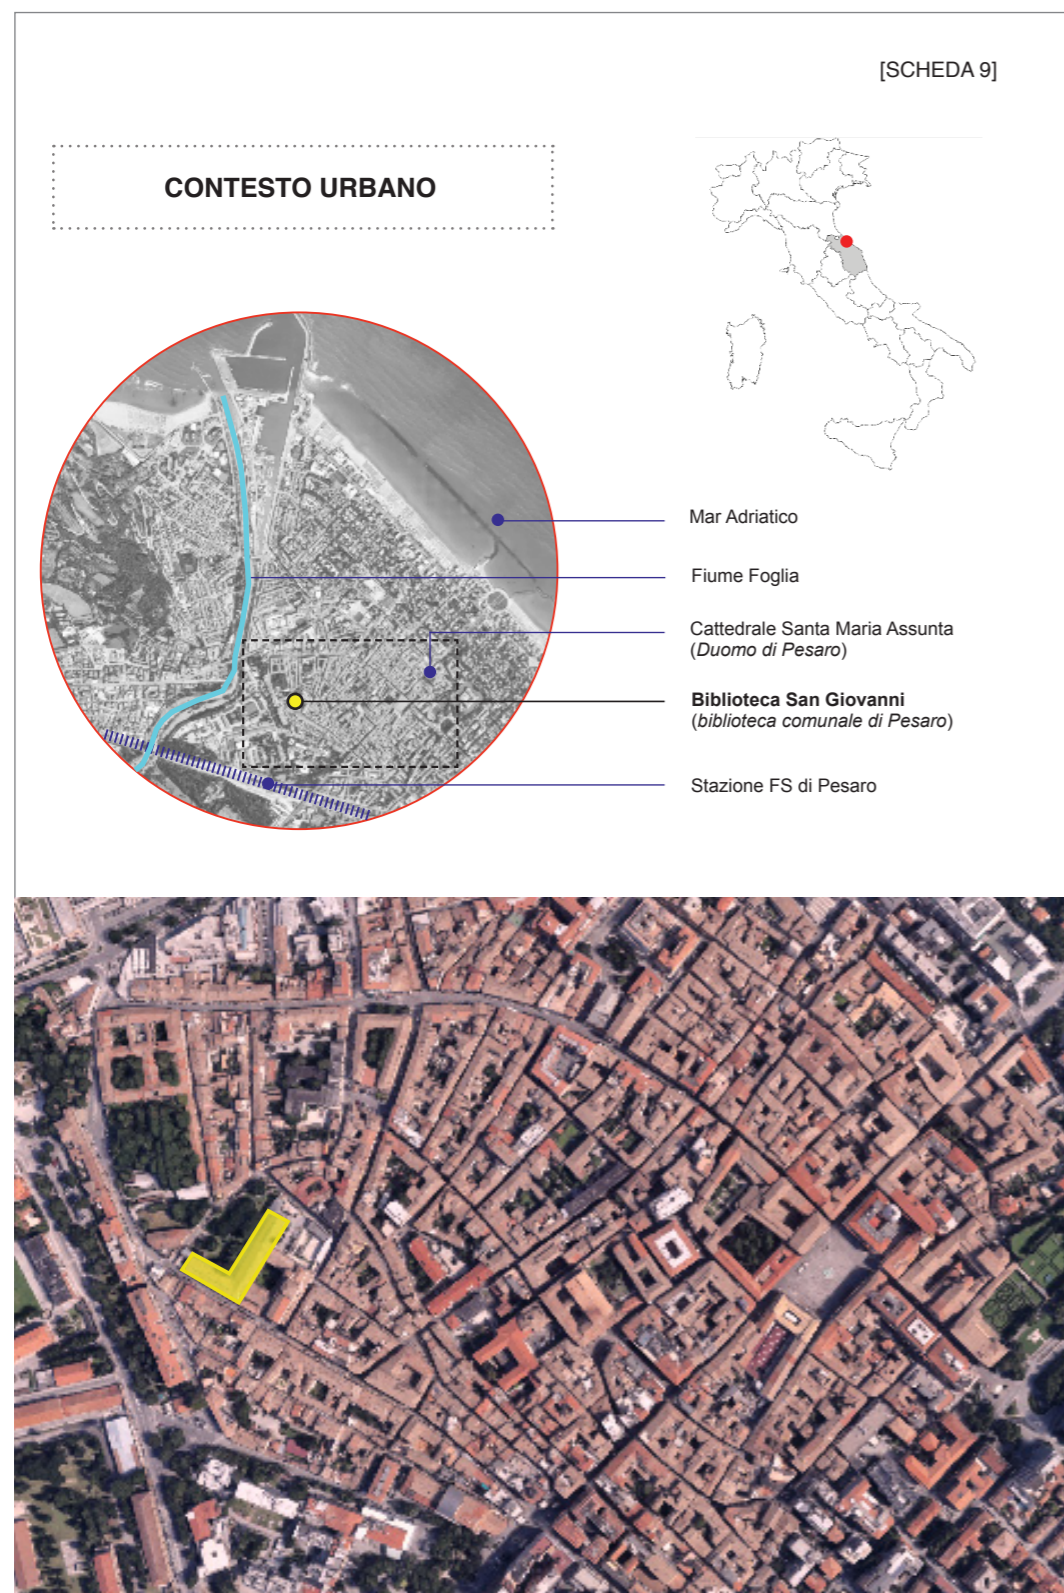 [SCHEDA 9]
CONTESTO URBANO
Mar Adriatico
Fiume Foglia
Cattedrale Santa Maria Assunta
(Duomo di Pesaro)
Biblioteca San Giovanni
(biblioteca comunale di Pesaro)
Stazione FS di Pesaro